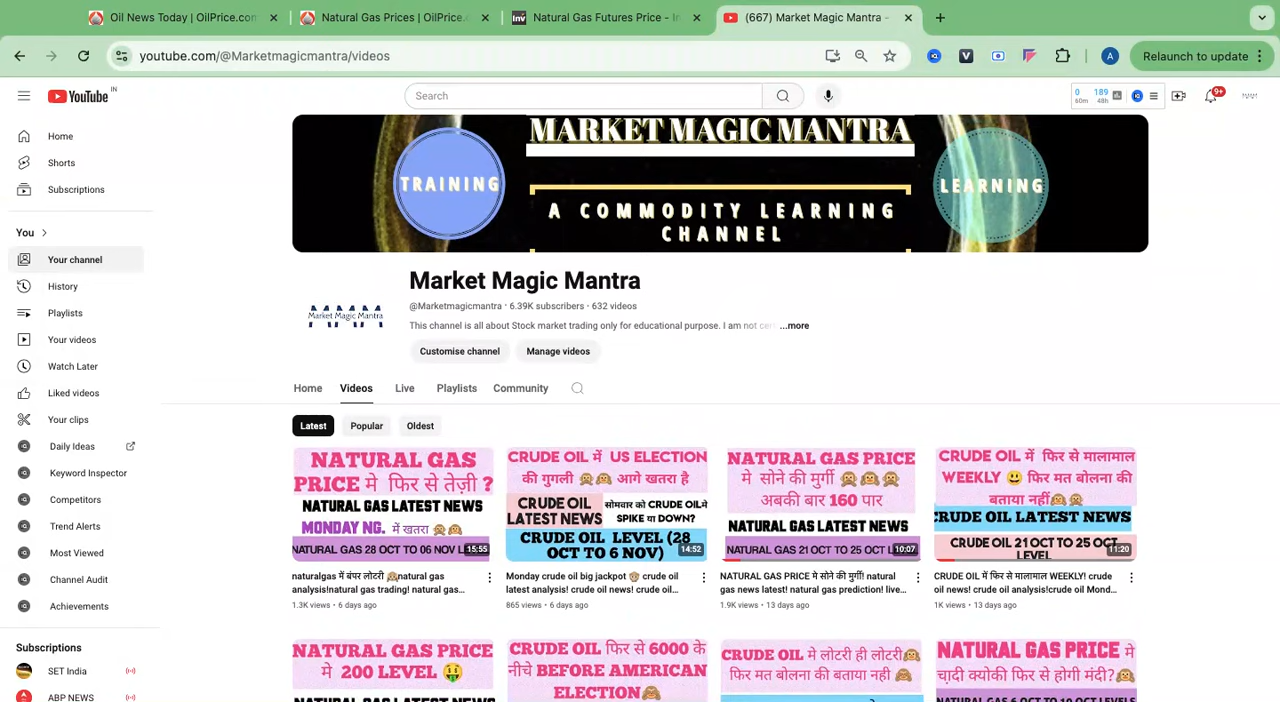 Oil News Today | OilPrice.con
Natural Gas Prices | OilPrice.c
Inv Natural Gas Futures Price - In
(667) Market Magic Mantra -
youtube.com/@Marketmagicmantra/videos
V
A
Relaunch to update
YouTube IN
Search
0 189
60m 48h
9+
Home
Shorts
Subscriptions
You
Your channel
History
Playlists
Your videos
Watch Later
Liked videos
Your clips
Daily Ideas
Keyword Inspector
Competitors
Trend Alerts
Most Viewed
Channel Audit
Achievements
Subscriptions
SET India
ABP NEWS
MARKET MAGIC MANTRA
TRAINING
LEARNING
A COMMODITY LEARNING
CHANNEL
Market Magic Mantra
Market Magic Mantra
@Marketmagicmantra · 6.39K subscribers · 632 videos
This channel is all about Stock market trading only for educational purpose. I am not cer ...more
Customise channel
Manage videos
Home Videos Live Playlists Community
Latest Popular Oldest
NATURAL GAS
PRICE में फिर से तेज़ी ?
NATURAL GAS LATEST NEWS
MONDAY NG. में खतरा 🙊🙊
NATURAL GAS 28 OCT TO 06 NOV L
15:55
naturalgas में बंपर लोटरी 🙈natural gas
analysis!natural gas trading! natural gas...
1.3K views • 6 days ago
CRUDE OIL में US ELECTION
की गुगली 🙈🙈 आगे खतरा है
CRUDE OIL
LATEST NEWS
सोमवार को CRUDE OILमे
SPIKE या DOWN?
CRUDE OIL LEVEL (28
OCT TO 6 NOV)
14:52
Monday crude oil big jackpot 🙊 crude oil
latest analysis! crude oil news! crude oil...
865 views • 6 days ago
NATURAL GAS PRICE
मे सोने की मुर्गी 🙈🙈🙈
अबकी बार 160 पार
NATURAL GAS LATEST NEWS
NATURAL GAS 21 OCT TO 25 OCT L
10:07
NATURAL GAS PRICE मे सोने की मुर्गी! natural
gas news latest! natural gas prediction! live...
1.9K views • 13 days ago
CRUDE OIL में फिर से मालामाल
WEEKLY 😃 फिर मत बोलना की
बताया नहीं🙈🙈
CRUDE OIL LATEST NEWS
CRUDE OIL 21 OCT TO 25 OCT
LEVEL
11:20
CRUDE OIL में फिर से मालामाल WEEKLY! crude
oil news! crude oil analysis!crude oil Mond...
1K views • 13 days ago
NATURAL GAS PRICE
मे 200 LEVEL 🤑
CRUDE OIL फिर से 6000 के
नीचे BEFORE AMERICAN
ELECTION🙈
CRUDE OIL मे लोटरी ही लोटरी🙈
फिर मत बोलना की बताया नही 🙈
NATURAL GAS PRICE मे
चादी क्योकी फिर से होगी मंदी?🙈